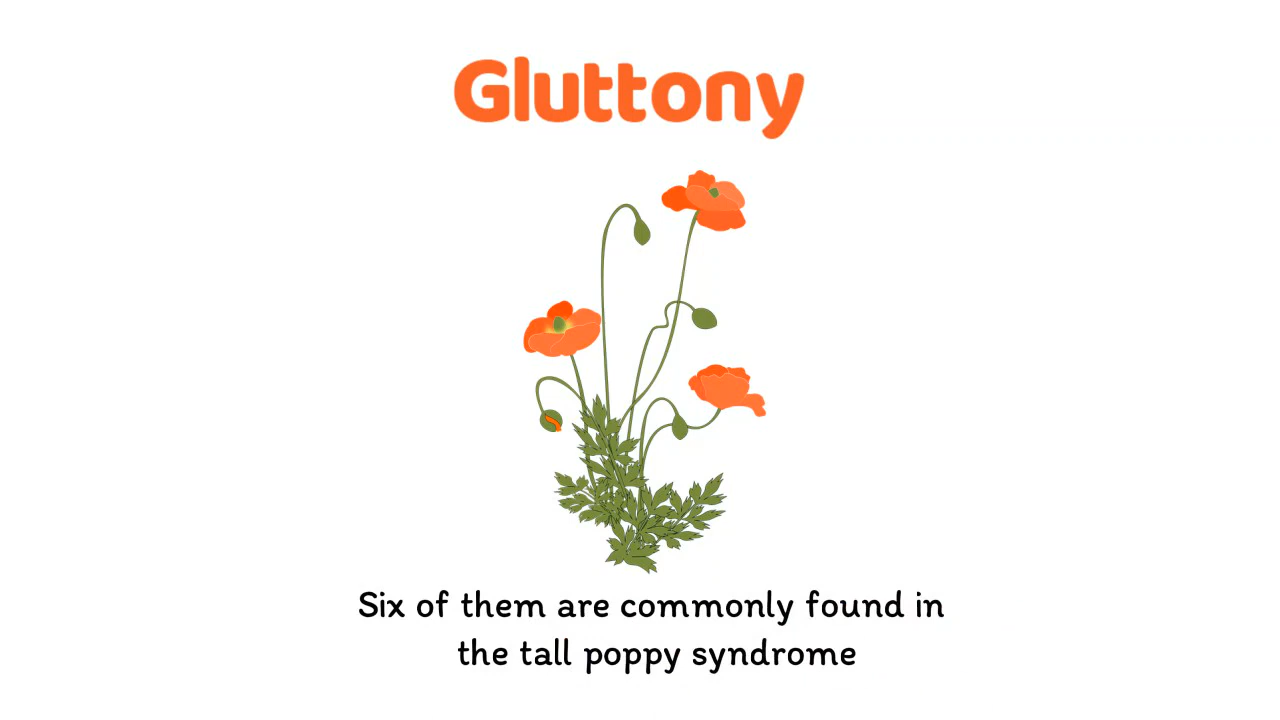 Gluttony
Six of them are commonly found in
the tall poppy syndrome